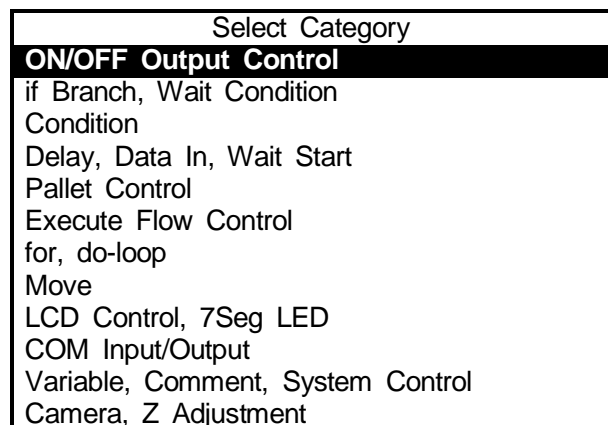 Select Category
ON/OFF Output Control
if Branch, Wait Condition
Condition
Delay, Data In, Wait Start
Pallet Control
Execute Flow Control
for, do-loop
Move
LCD Control, 7Seg LED
COM Input/Output
Variable, Comment, System Control
Camera, Z Adjustment